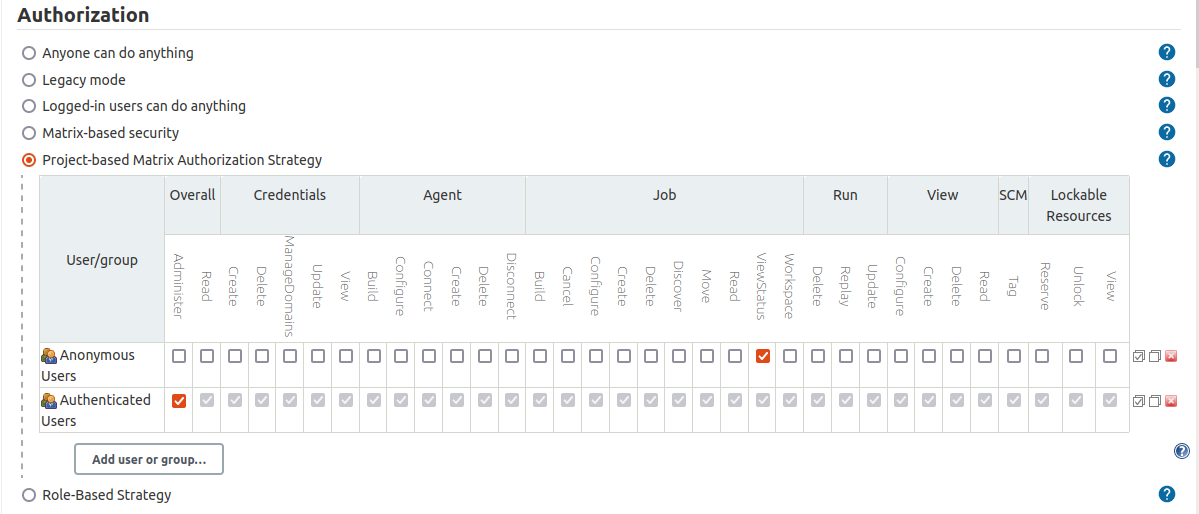 Authorization
Anyone can do anything
Legacy mode
Logged-in users can do anything
Matrix-based security
Project-based Matrix Authorization Strategy
User/group Overall Credentials Agent Job Run View SCM Lockable
Resources
Administer Read Create Delete ManageDomains Update View Build Configure Connect Create Delete Disconnect Build Cancel Configure Create Delete Discover Move Read ViewStatus Workspace Delete Replay Update Configure Create Delete Read Tag Reserve Unlock View
Anonymous
Users
Authenticated
Users
Add user or group...
Role-Based Strategy